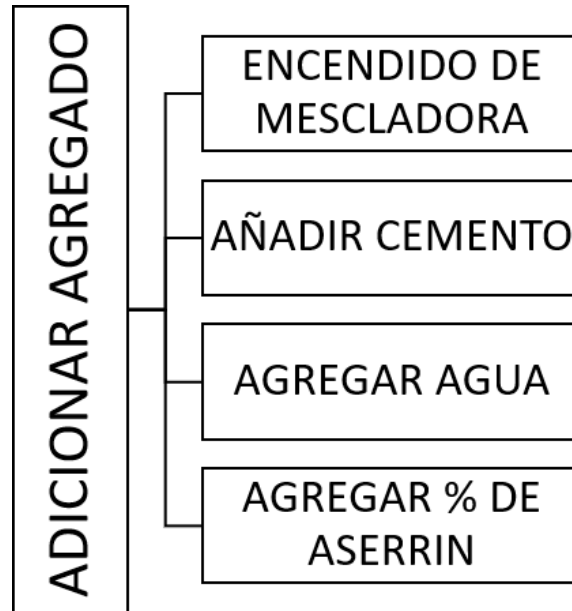 ADICIONAR AGREGADO
ENCENDIDO DE
MESCLADORA
AÑADIR CEMENTO
AGREGAR AGUA
AGREGAR % DE
ASERRIN